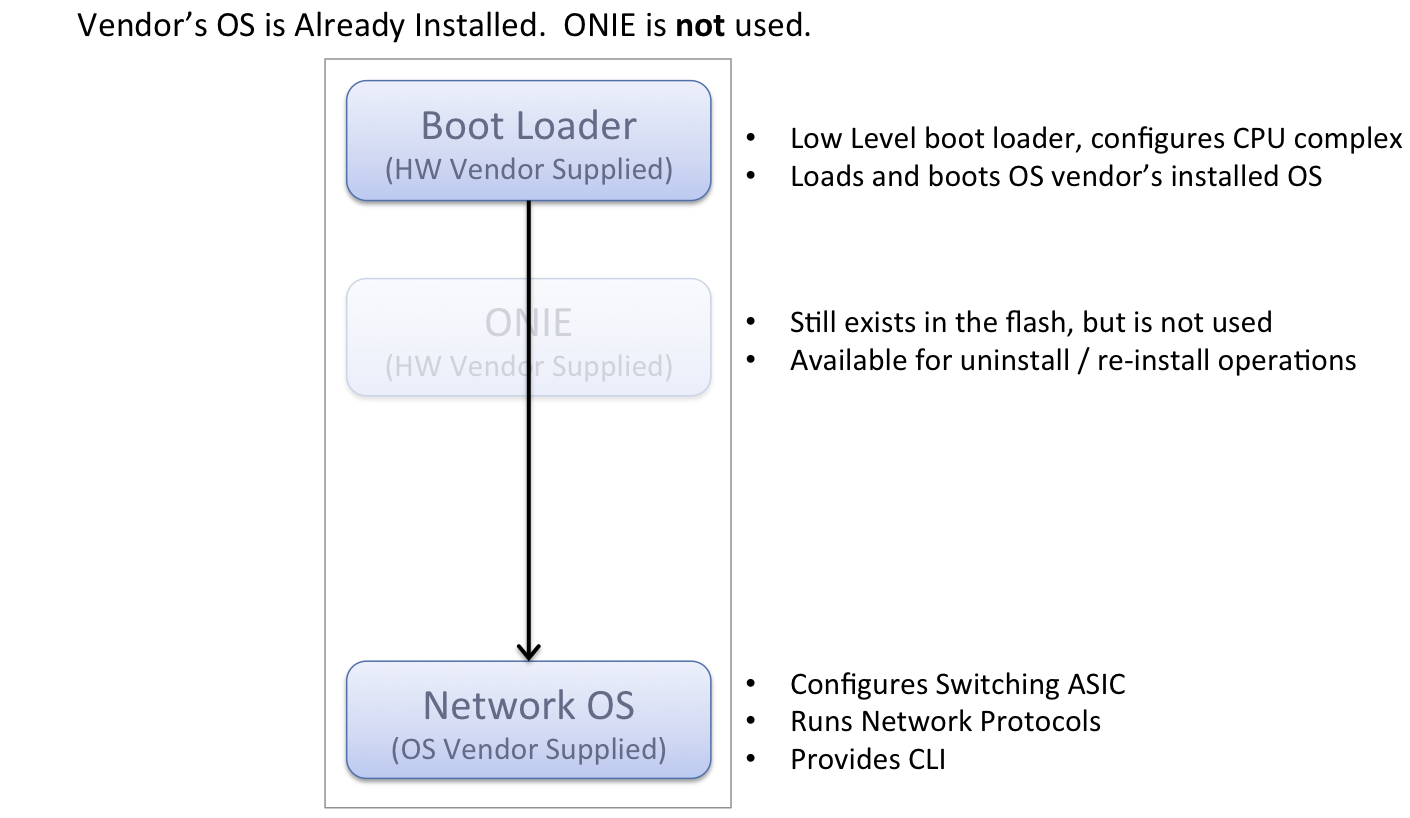 Vendor’s OS is Already Installed.  ONIE is not used.
Boot Loader
(HW Vendor Supplied)
• Low Level boot loader, configures CPU complex
• Loads and boots OS vendor’s installed OS
ONIE
(HW Vendor Supplied)
• Still exists in the flash, but is not used
• Available for uninstall / re-install operations
Network OS
(OS Vendor Supplied)
• Configures Switching ASIC
• Runs Network Protocols
• Provides CLI